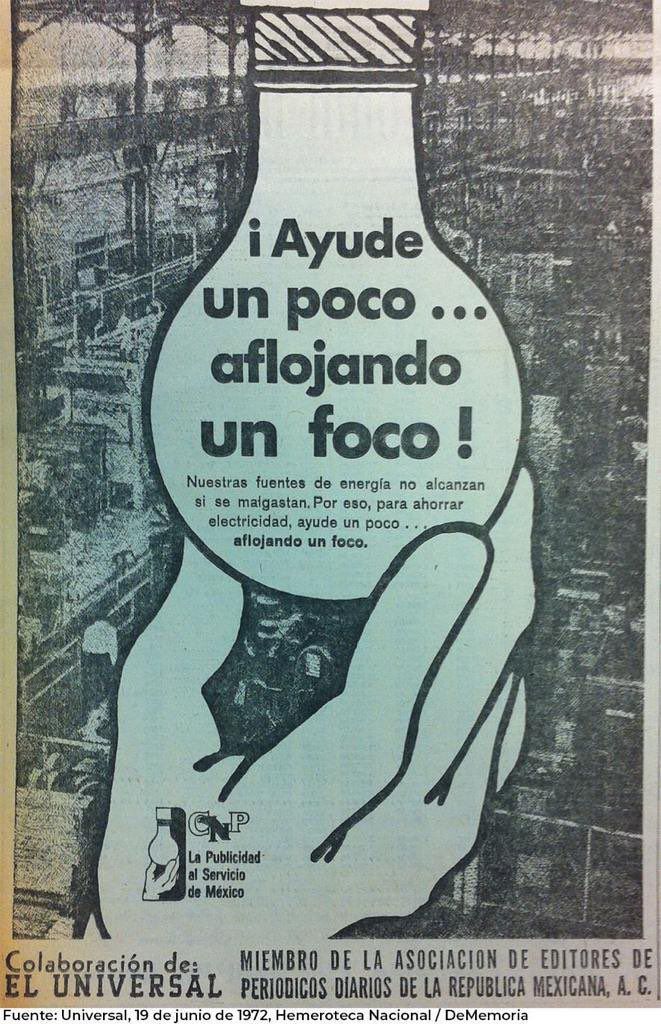 ¡Ayude
un poco ...
aflojando
un foco!
Nuestras fuentes de energía no alcanzan
si se malgastan. Por eso, para ahorrar
electricidad, ayude un poco ...
aflojando un foco.
CNP
La Publicidad
al Servicio
de México
Colaboración de:
EL UNIVERSAL
MIEMBRO DE LA ASOCIACION DE EDITORES DE
PERIODICOS DIARIOS DE LA REPUBLICA MEXICANA, A. C.
Fuente: Universal, 19 de junio de 1972, Hemeroteca Nacional / DeMemoria